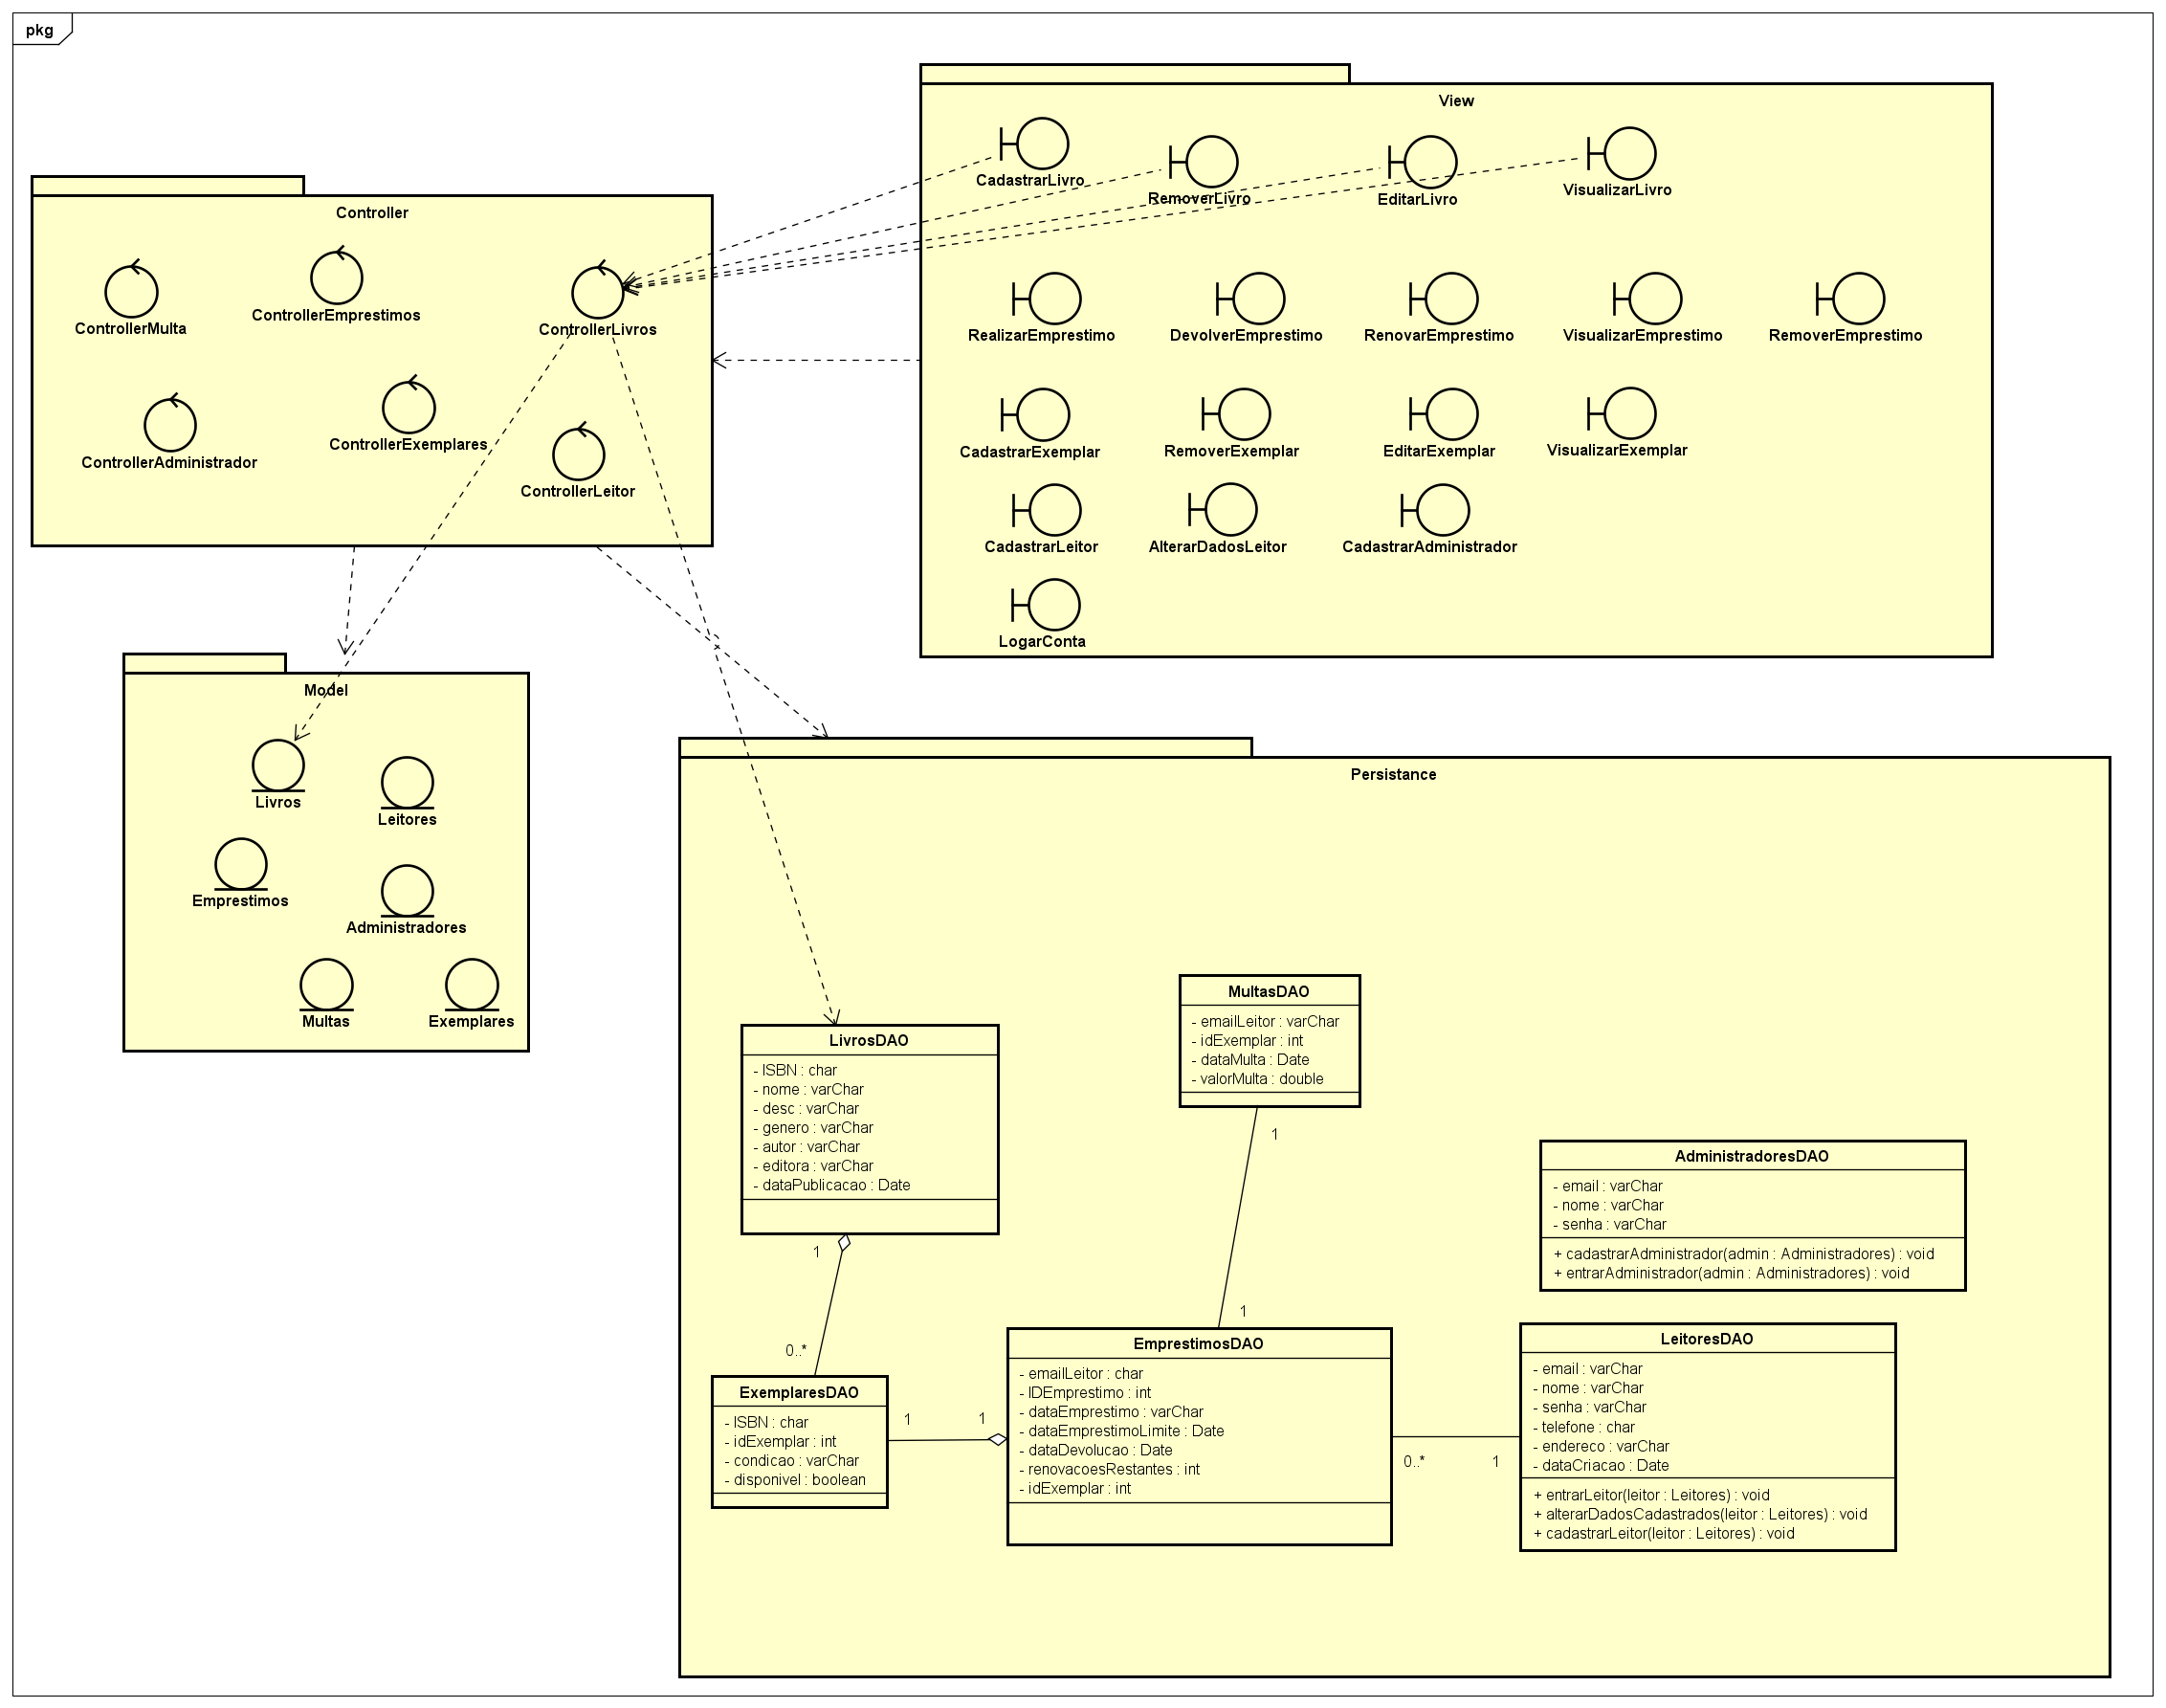 pkg
View
CadastrarLivro
RemoverLivro
EditarLivro
VisualizarLivro
RealizarEmprestimo
DevolverEmprestimo
RenovarEmprestimo
VisualizarEmprestimo
RemoverEmprestimo
CadastrarExemplar
RemoverExemplar
EditarExemplar
VisualizarExemplar
CadastrarLeitor
AlterarDadosLeitor
CadastrarAdministrador
LogarConta
Controller
ControllerMulta
ControllerEmprestimos
ControllerLivros
ControllerAdministrador
ControllerExemplares
ControllerLeitor
Model
Livros
Leitores
Emprestimos
Administradores
Multas
Exemplares
Persistance
MultasDAO
- emailLeitor : varChar
- idExemplar : int
- dataMulta : Date
- valorMulta : double
1
1
LivrosDAO
- ISBN : char
- nome : varChar
- desc : varChar
- genero : varChar
- autor : varChar
- editora : varChar
- dataPublicacao : Date
1
0..*
AdministradoresDAO
- email : varChar
- nome : varChar
- senha : varChar
+ cadastrarAdministrador(admin : Administradores) : void
+ entrarAdministrador(admin : Administradores) : void
ExemplaresDAO
- ISBN : char
- idExemplar : int
- condicao : varChar
- disponivel : boolean
1
1
EmprestimosDAO
- emailLeitor : char
- IDEmprestimo : int
- dataEmprestimo : varChar
- dataEmprestimoLimite : Date
- dataDevolucao : Date
- renovacoesRestantes : int
- idExemplar : int
0..*
1
LeitoresDAO
- email : varChar
- nome : varChar
- senha : varChar
- telefone : char
- endereco : varChar
- dataCriacao : Date
+ entrarLeitor(leitor : Leitores) : void
+ alterarDadosCadastrados(leitor : Leitores) : void
+ cadastrarLeitor(leitor : Leitores) : void